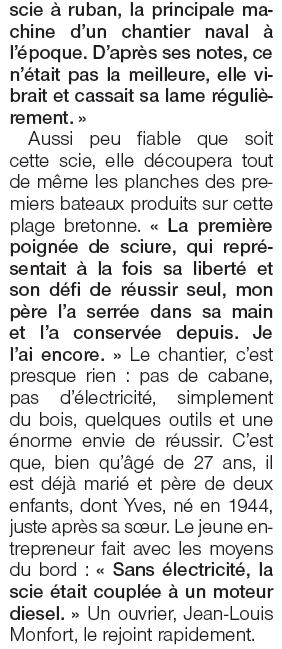 scie à ruban, la principale ma-
chine d'un chantier naval à
l'époque. D'après ses notes, ce
n'était pas la meilleure, elle vi-
brait et cassait sa lame réguliè-
rement. »
Aussi peu fiable que soit
cette scie, elle découpera tout
de même les planches des pre-
miers bateaux produits sur cette
plage bretonne. « La première
poignée de sciure, qui repré-
sentait à la fois sa liberté et
son défi de réussir seul, mon
père l'a serrée dans sa main
et l'a conservée depuis. Je
l'ai encore. » Le chantier, c'est
presque rien : pas de cabane,
pas d'électricité, simplement
du bois, quelques outils et une
énorme envie de réussir. C'est
que, bien qu'âgé de 27 ans, il
est déjà marié et père de deux
enfants, dont Yves, né en 1944,
juste après sa sœur. Le jeune en-
trepreneur fait avec les moyens
du bord : « Sans électricité, la
scie était couplée à un moteur
diesel. » Un ouvrier, Jean-Louis
Monfort, le rejoint rapidement.